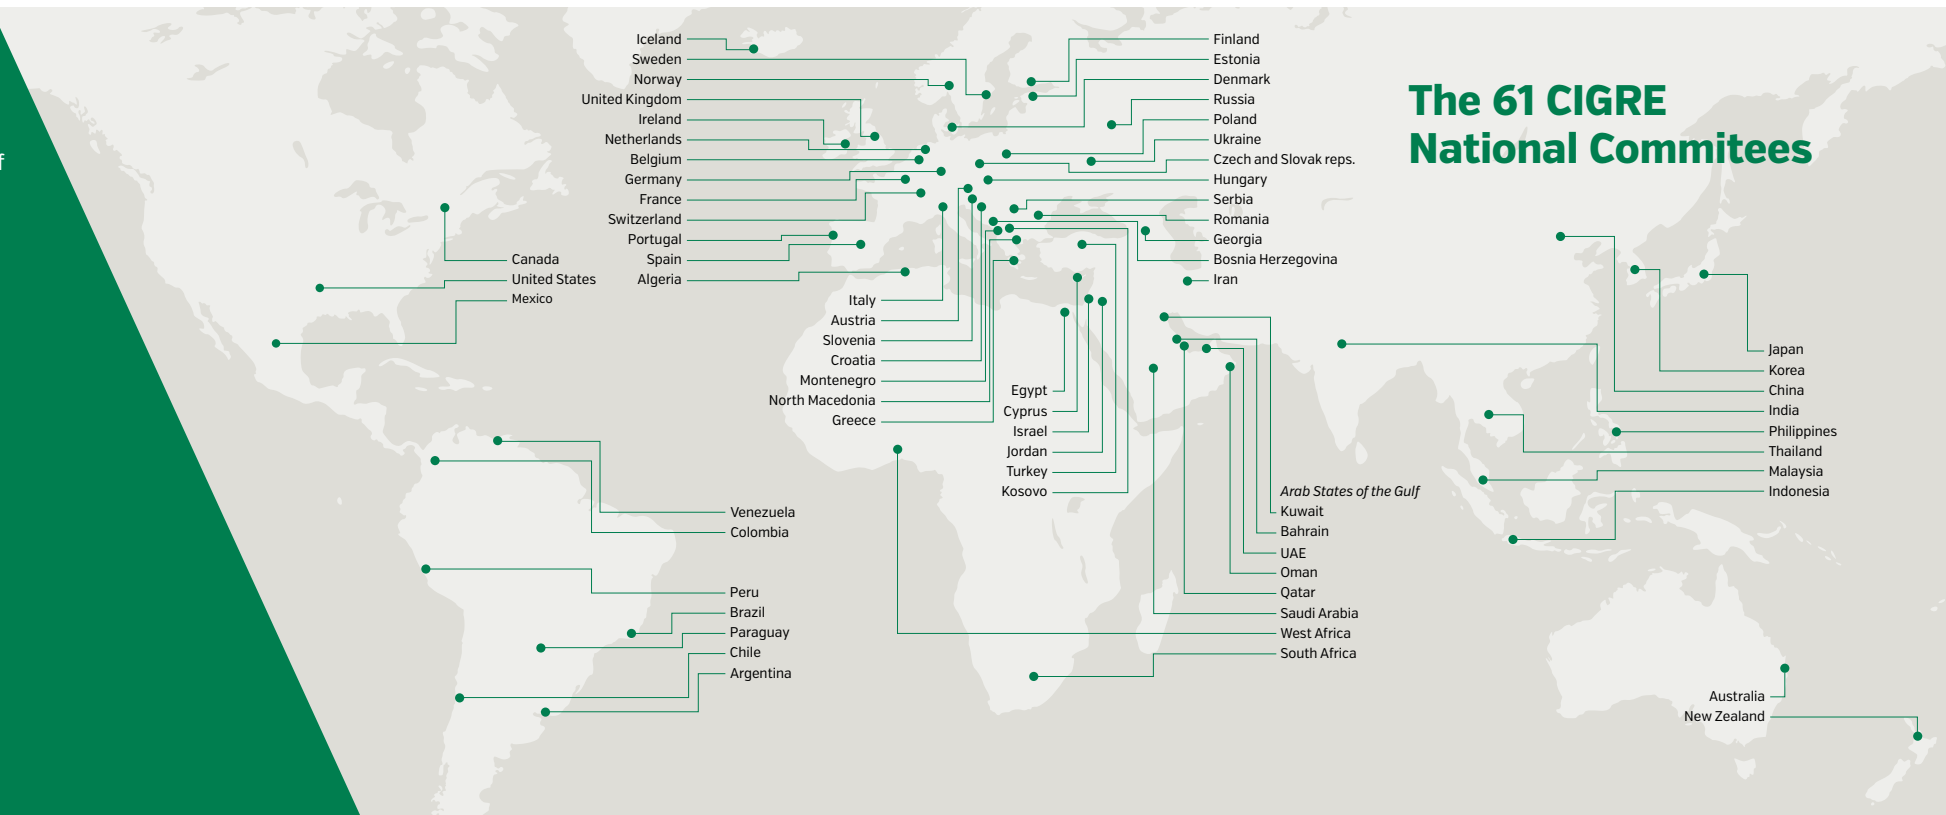 f
The 61 CIGRE
National Commitees
Iceland
Sweden
Norway
United Kingdom
Ireland
Netherlands
Belgium
Germany
France
Switzerland
Portugal
Spain
Algeria
Finland
Estonia
Denmark
Russia
Poland
Ukraine
Czech and Slovak reps.
Hungary
Serbia
Romania
Georgia
Bosnia Herzegovina
Iran
Canada
United States
Mexico
Italy
Austria
Slovenia
Croatia
Montenegro
North Macedonia
Greece
Egypt
Cyprus
Israel
Jordan
Turkey
Kosovo
Japan
Korea
China
India
Philippines
Thailand
Malaysia
Indonesia
Venezuela
Colombia
Peru
Brazil
Paraguay
Chile
Argentina
Arab States of the Gulf
Kuwait
Bahrain
UAE
Oman
Qatar
Saudi Arabia
West Africa
South Africa
Australia
New Zealand